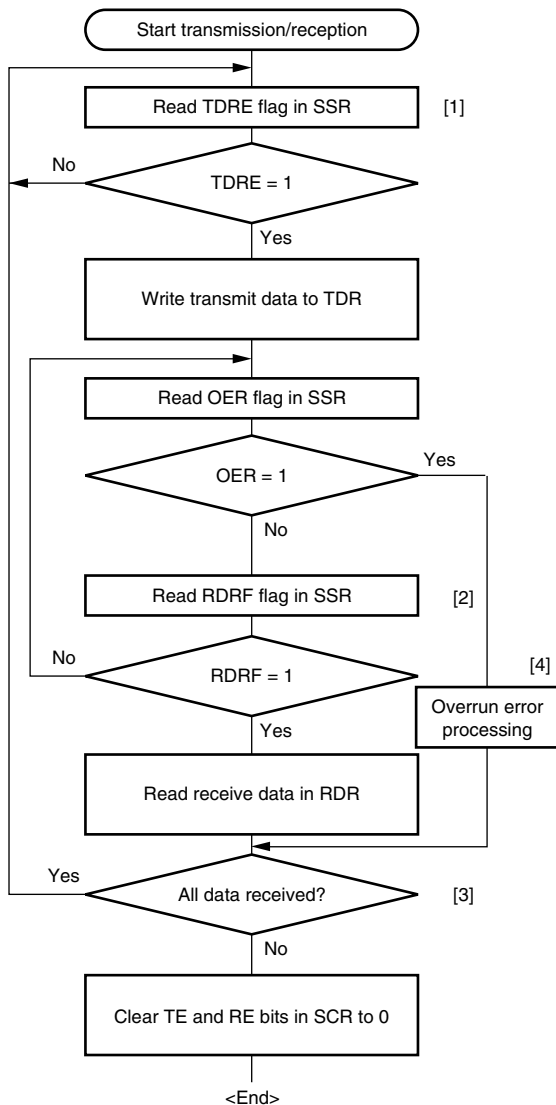 Start transmission/reception
Read TDRE flag in SSR
[1]
No
TDRE = 1
Yes
Write transmit data to TDR
Read OER flag in SSR
Yes
OER = 1
No
Read RDRF flag in SSR
[2]
No
RDRF = 1
[4]
Overrun error
processing
Yes
Read receive data in RDR
Yes
All data received?
[3]
No
Clear TE and RE bits in SCR to 0
<End>